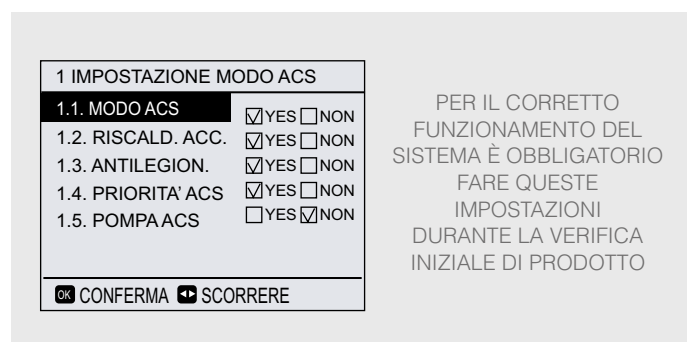 1 IMPOSTAZIONE MODO ACS
1.1. MODO ACS ☑YES ☐NON
1.2. RISCALD. ACC. ☑YES ☐NON
1.3. ANTILEGION. ☑YES ☐NON
1.4. PRIORITA' ACS ☑YES ☐NON
1.5. POMPA ACS ☐YES ☑NON
OK CONFERMA SCORRERE
PER IL CORRETTO
FUNZIONAMENTO DEL
SISTEMA È OBBLIGATORIO
FARE QUESTE
IMPOSTAZIONI
DURANTE LA VERIFICA
INIZIALE DI PRODOTTO